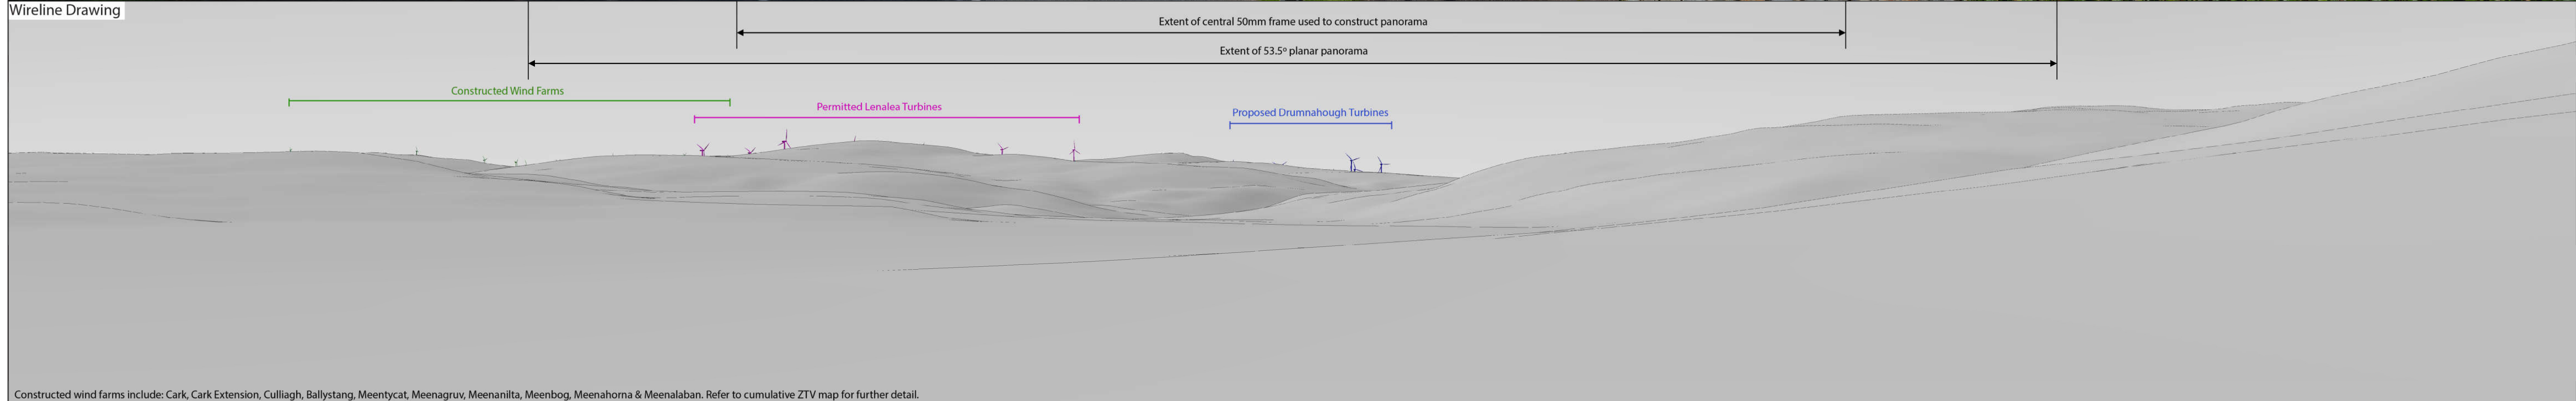 Wireline Drawing
Extent of central 50mm frame used to construct panorama
Extent of 53.5º planar panorama
Constructed Wind Farms
Permitted Lenalea Turbines
Proposed Drumnahough Turbines
Constructed wind farms include: Cark, Cark Extension, Culliagh, Ballystang, Meentycat, Meenagruv, Meenanilta, Meenbog, Meenahorna & Meenalaban. Refer to cumulative ZTV map for further detail.